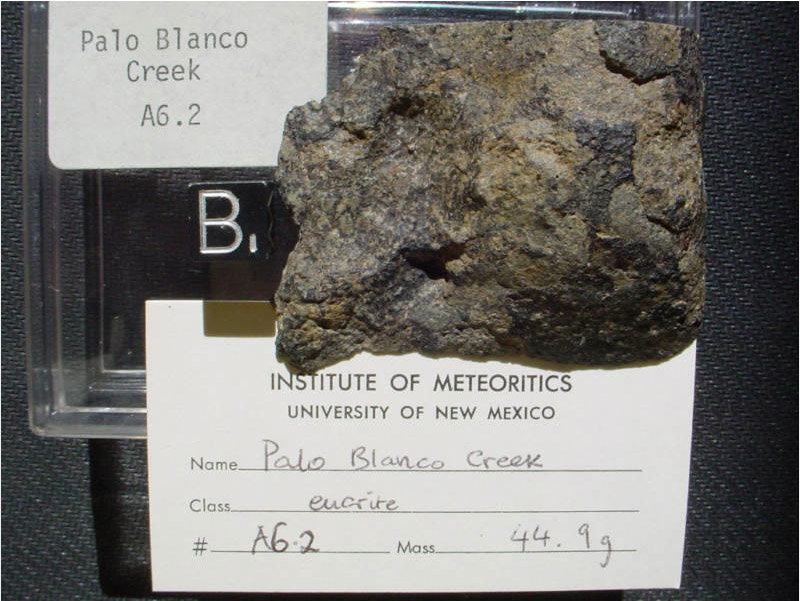 Palo Blanco
Creek
A6.2
B.
INSTITUTE OF METEORITICS
UNIVERSITY OF NEW MEXICO
Name Palo Blanco Creek
Class eucrite
# A6.2 Mass 44.9g